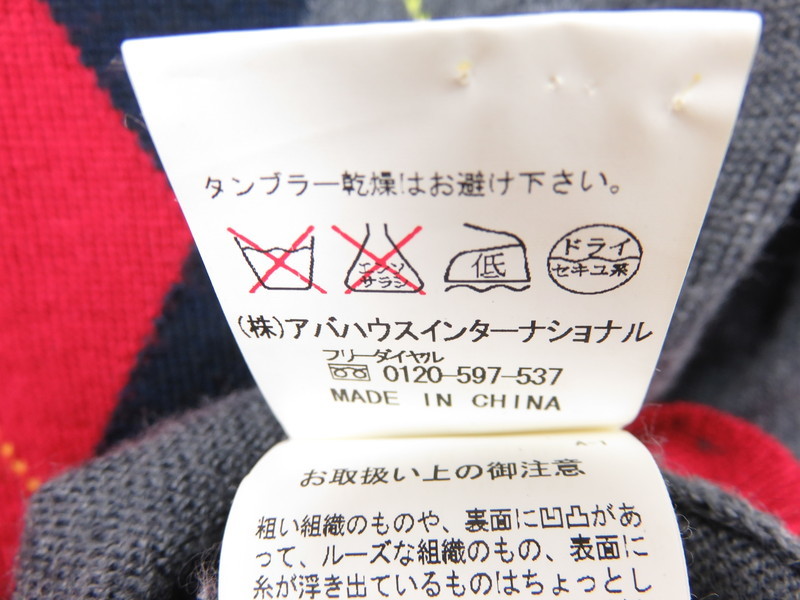 タンブラー乾燥はお避け下さい。
エンソ
サラシ
低
ドライ
セキユ系
(株)アバハウスインターナショナル
フリーダイヤル
0120-597-537
MADE IN CHINA
A-1
お取扱い上の御注意
粗い組織のものや、裏面に凹凸があ
って、ルーズな組織のもの、表面に
糸が浮き出ているものはちょっとし